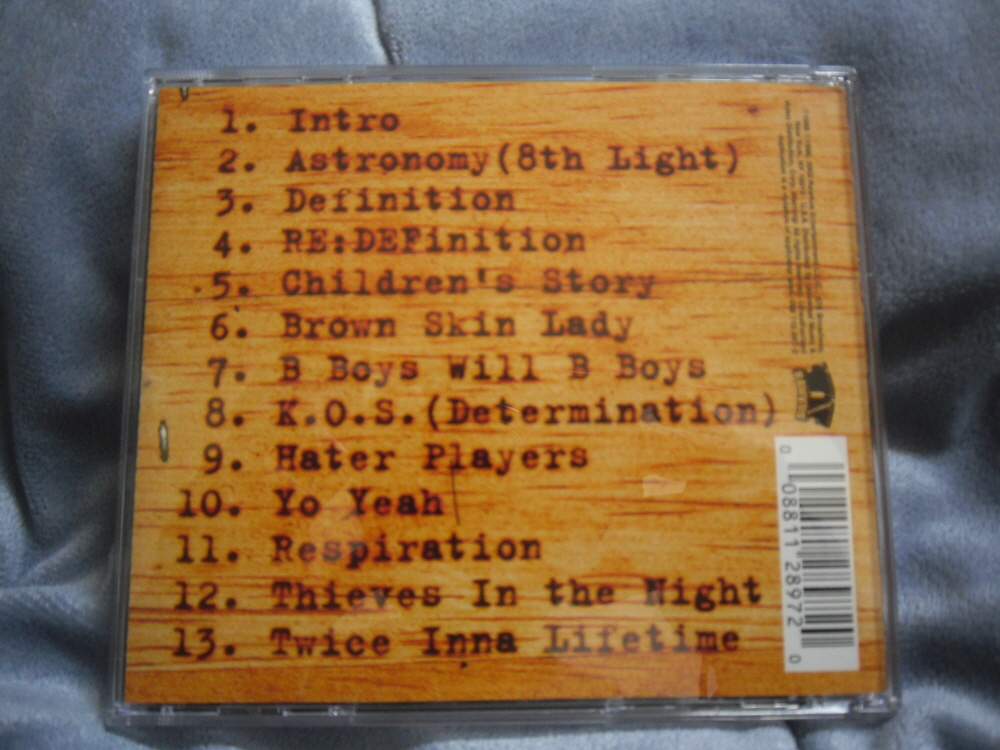 1. Intro
2. Astronomy(8th Light)
3. Definition
4. RE:DEFinition
5. Children's Story
6. Brown Skin Lady
7. B Boys Will B Boys
8. K.O.S.(Determination)
9. Hater Players
10. Yo Yeah
11. Respiration
12. Thieves In the Night
13. Twice Inna Lifetime
0 08811 28972 0